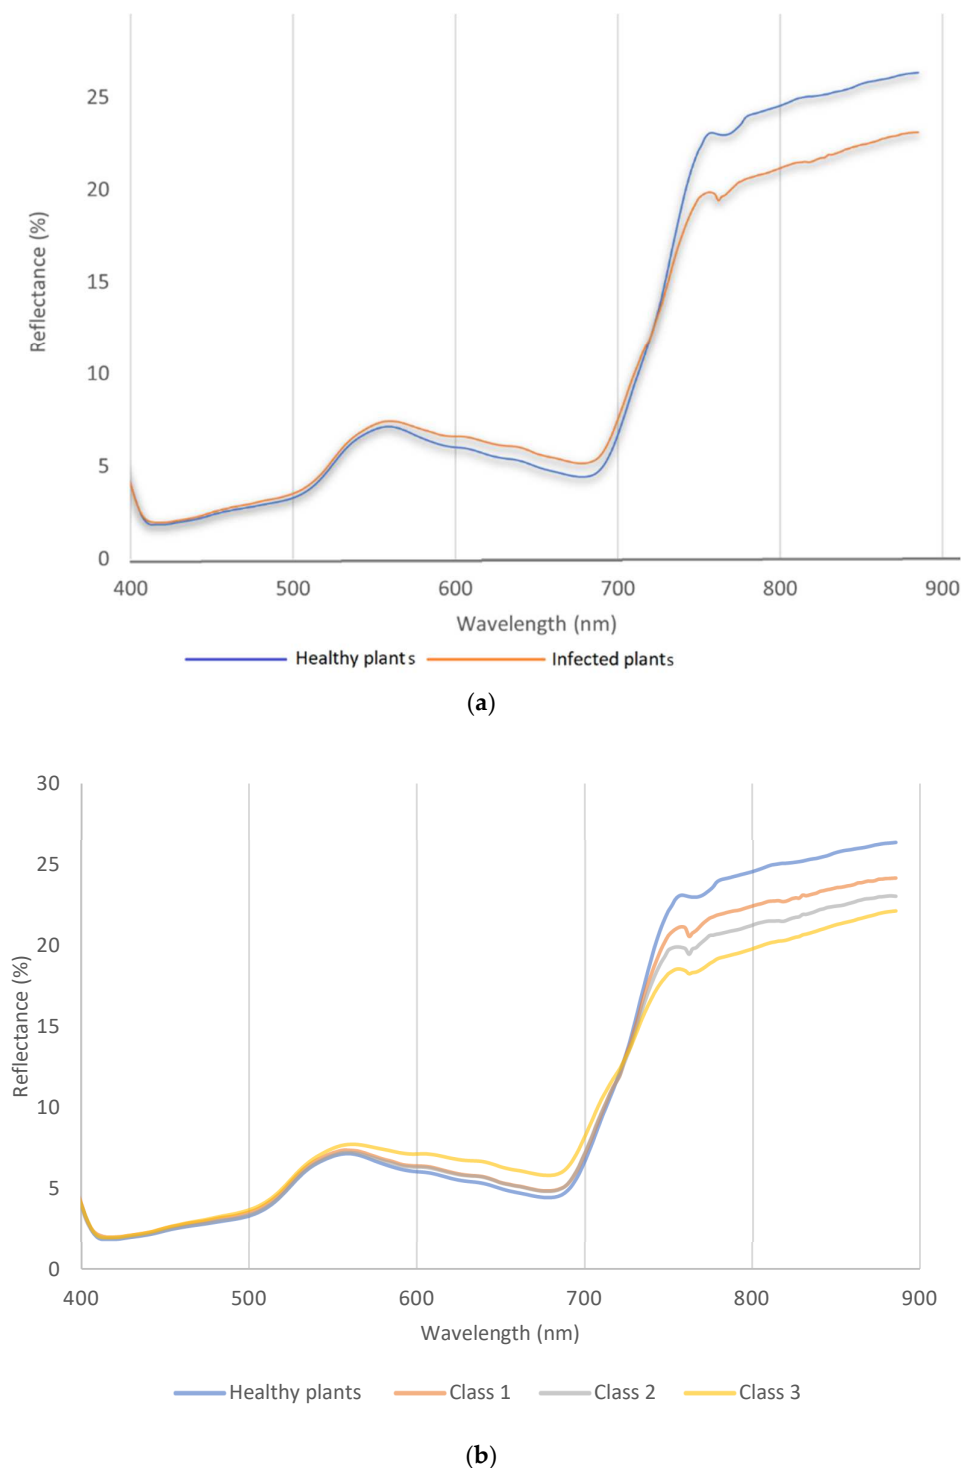 25
20
15
10
5
0
Reflectance (%)
400 500 600 700 800 900
Wavelength (nm)
Healthy plants Infected plants
(a)
30
25
20
15
10
5
0
Reflectance (%)
400 500 600 700 800 900
Wavelength (nm)
Healthy plants Class 1 Class 2 Class 3
(b)